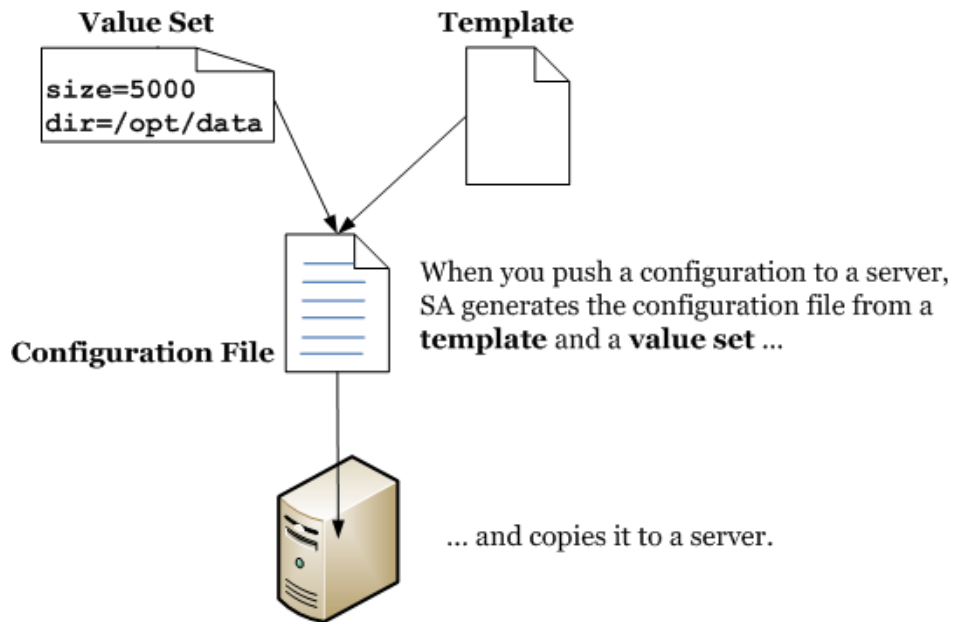 Value Set
Template
size=5000
dir=/opt/data
When you push a configuration to a server,
SA generates the configuration file from a
template and a value set ...
Configuration File
... and copies it to a server.